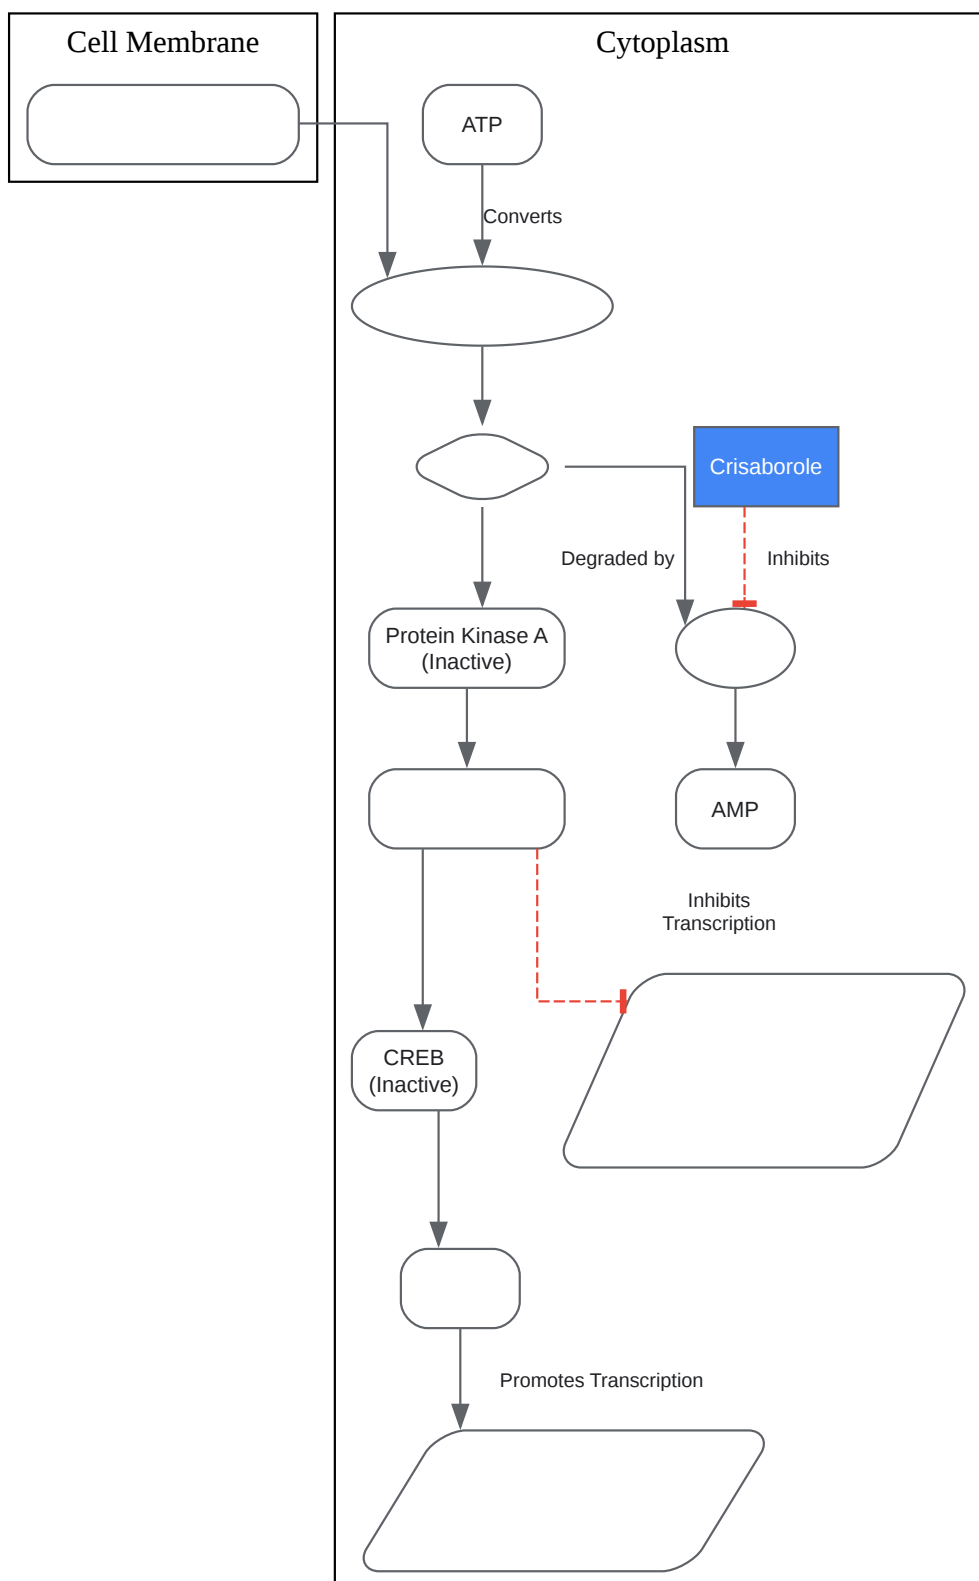 Cell Membrane
Cytoplasm
ATP
Converts
Crisaborole
Degraded by
Inhibits
Protein Kinase A
(Inactive)
AMP
Inhibits
Transcription
CREB
(Inactive)
Promotes Transcription